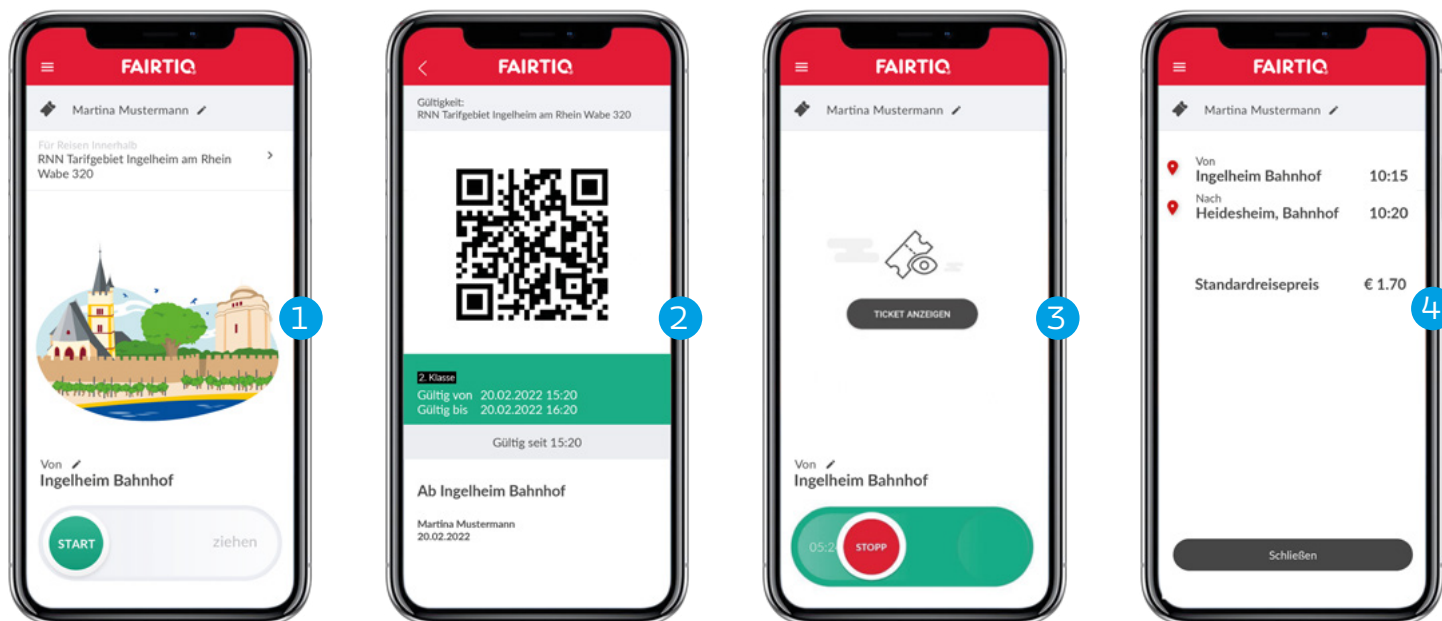 FAIRTIQ
Martina Mustermann
Für Reisen Innerhalb
RNN Tarifgebiet Ingelheim am Rhein
Wabe 320
1
Von
Ingelheim Bahnhof
START
ziehen
FAIRTIQ
Gültigkeit:
RNN Tarifgebiet Ingelheim am Rhein Wabe 320
2
2. Klasse
Gültig von 20.02.2022 15:20
Gültig bis 20.02.2022 16:20
Gültig seit 15:20
Ab Ingelheim Bahnhof
Martina Mustermann
20.02.2022
FAIRTIQ
Martina Mustermann
TICKET ANZEIGEN
3
Von
Ingelheim Bahnhof
STOPP
FAIRTIQ
Martina Mustermann
Von
Ingelheim Bahnhof 10:15
Nach
Heidesheim, Bahnhof 10:20
Standardreisepreis € 1.70
4
Schließen